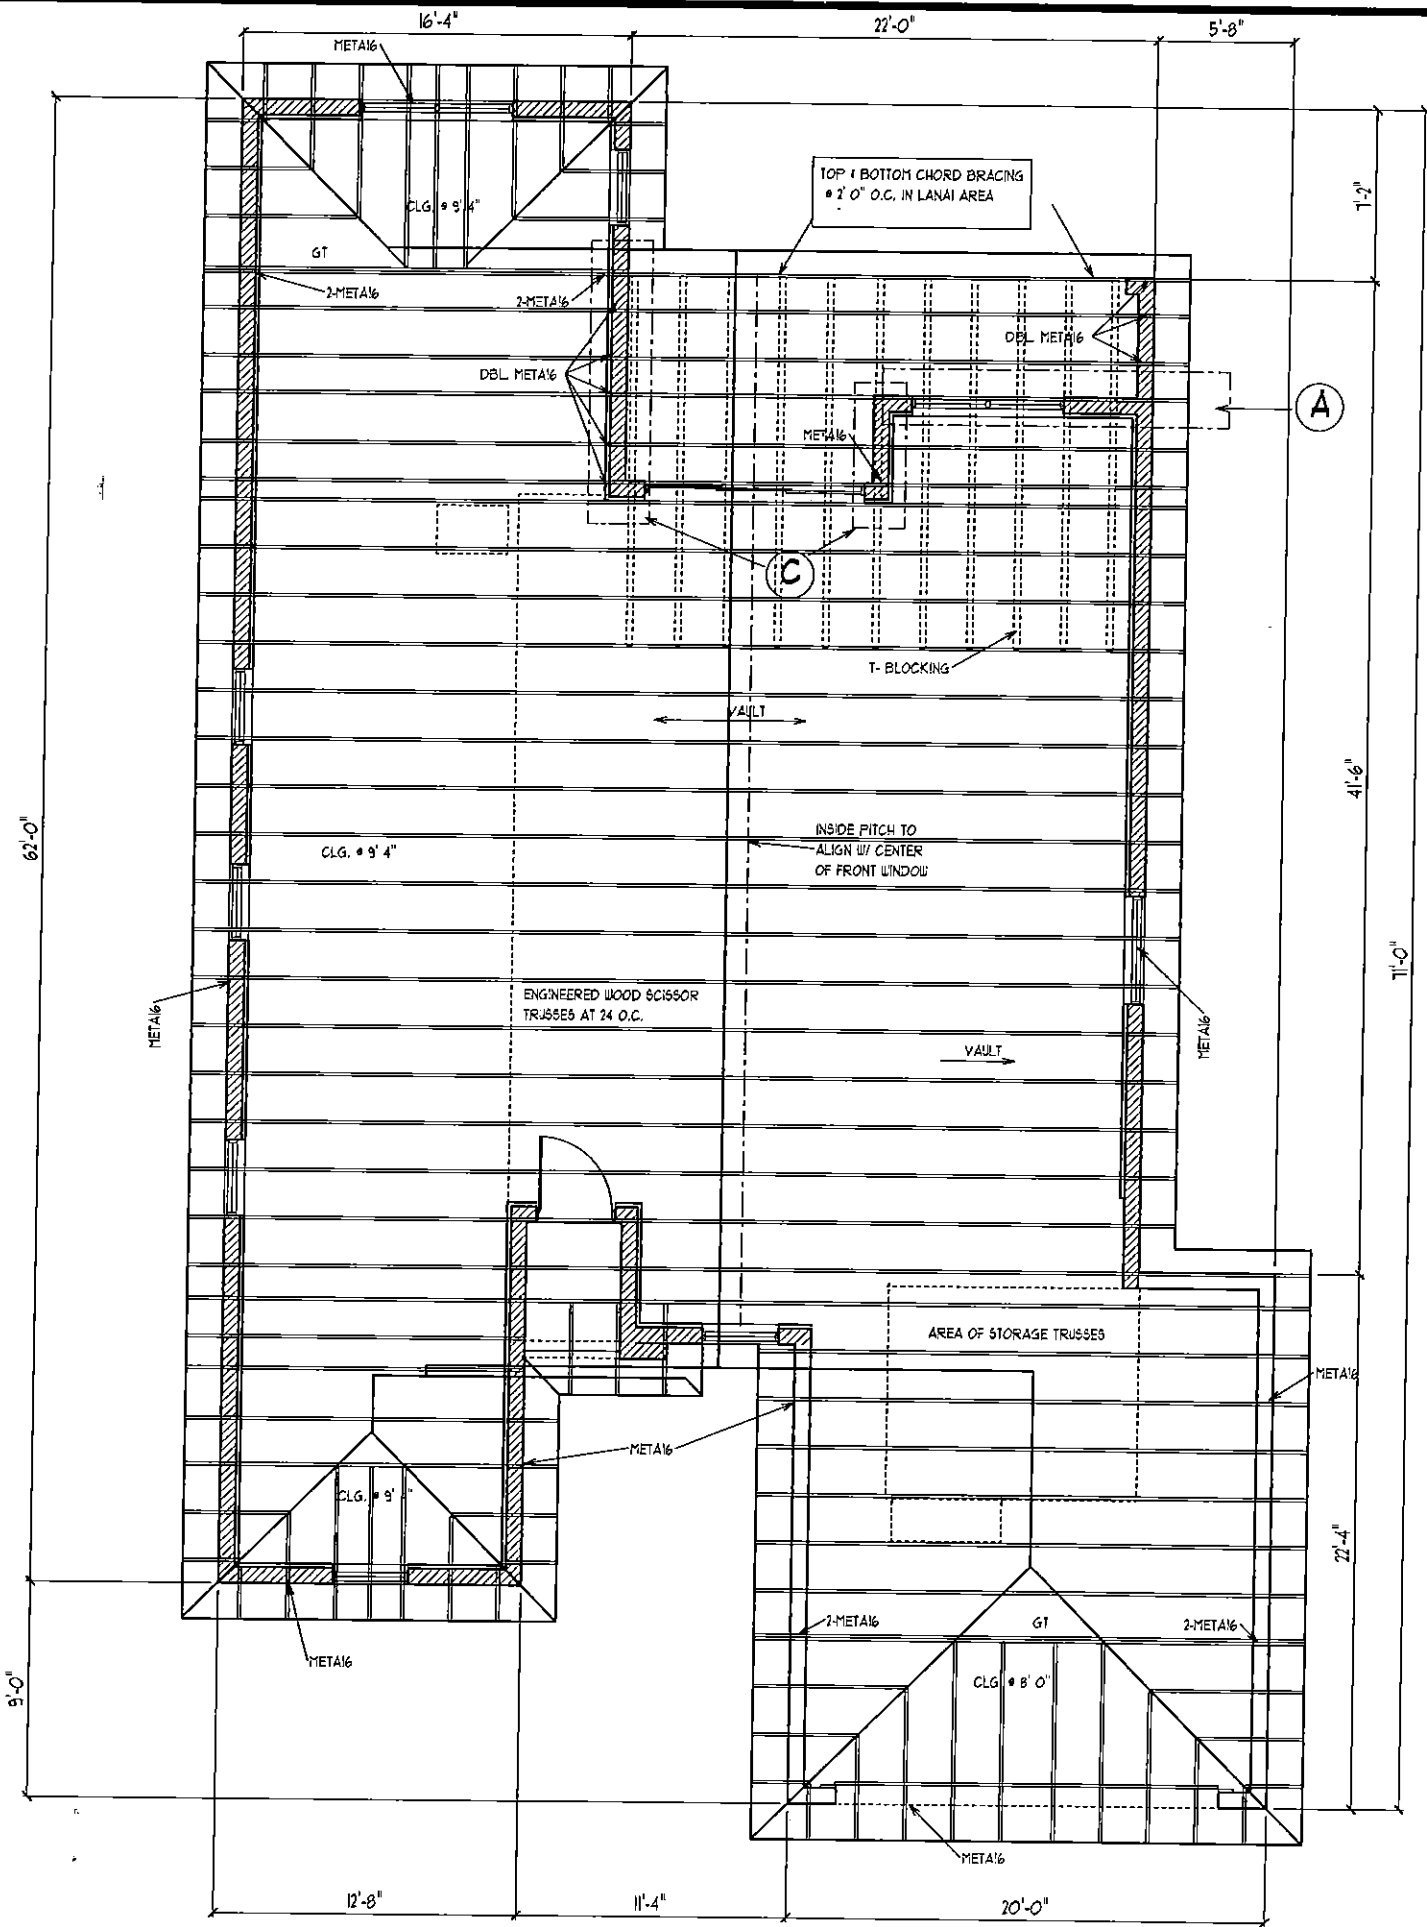 16'-4"
22'-0"
5'-8"
META16
TOP & BOTTOM CHORD BRACING
@ 2' 0" O.C. IN LANAI AREA
7'-2"
CLG. @ 9' 4"
GT
2-META16
2-META16
DBL META16
DBL META16
A
META16
C
T- BLOCKING
VAULT
41'-6"
62'-0"
INSIDE PITCH TO
ALIGN W/ CENTER
OF FRONT WINDOW
CLG. @ 9' 4"
71'-0"
ENGINEERED WOOD SCISSOR
TRUSSES AT 24 O.C.
META16
META16
VAULT
AREA OF STORAGE TRUSSES
META16
META16
CLG. @ 9'
22'-4"
2-META16
GT
2-META16
META16
CLG @ 8' 0"
9'-0"
META16
12'-8"
11'-4"
20'-0"